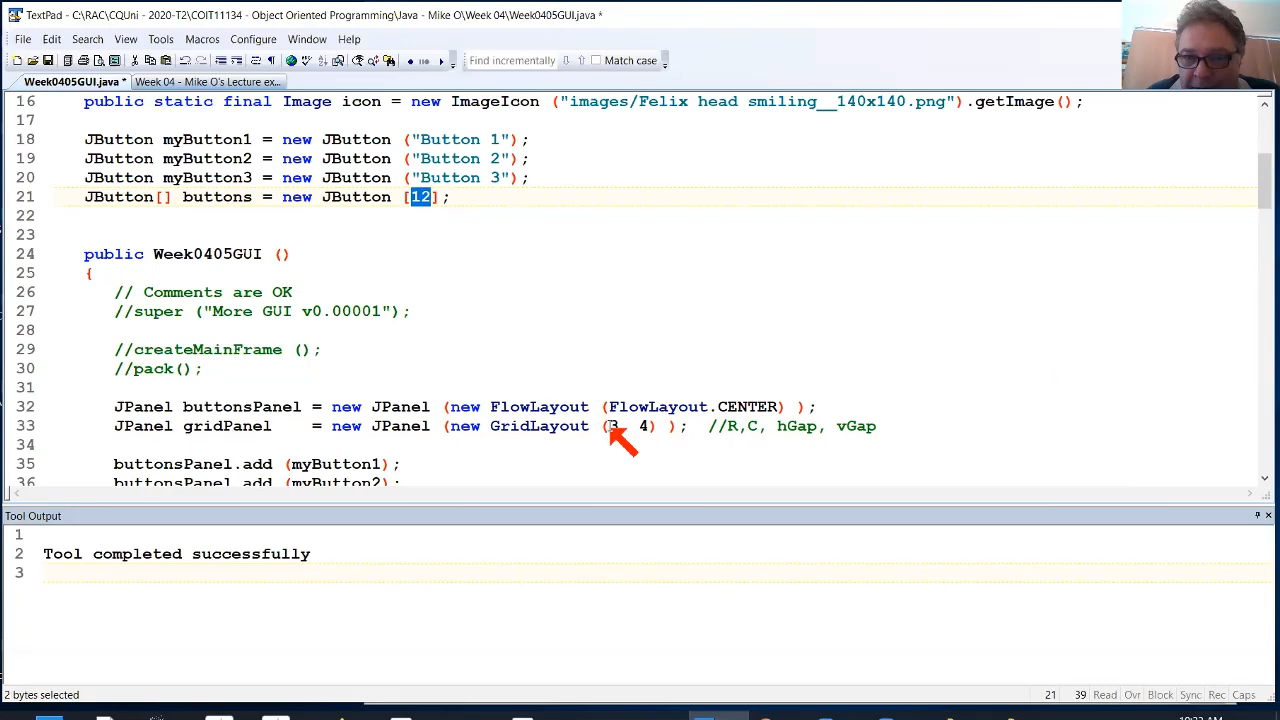 TextPad - C:\RAC\CQUni - 2020-T2\COIT11134 - Object Oriented Programming\Java - Mike O\Week 04\Week0405GUI.java *
File Edit Search View Tools Macros Configure Window Help
Find incrementally Match case
Week0405GUI.java * Week 04 - Mike O's Lecture ex...
16 public static final Image icon = new ImageIcon ("images/Felix head smiling__140x140.png").getImage();
17
18 JButton myButton1 = new JButton ("Button 1");
19 JButton myButton2 = new JButton ("Button 2");
20 JButton myButton3 = new JButton ("Button 3");
21 JButton[] buttons = new JButton [12];
22
23
24 public Week0405GUI ()
25 {
26 // Comments are OK
27 //super ("More GUI v0.00001");
28
29 //createMainFrame ();
30 //pack();
31
32 JPanel buttonsPanel = new JPanel (new FlowLayout (FlowLayout.CENTER) );
33 JPanel gridPanel = new JPanel (new GridLayout (3, 4) ); //R,C, hGap, vGap
34
35 buttonsPanel.add (myButton1);
36 buttonsPanel.add (myButton2);
Tool Output
1
2 Tool completed successfully
3
2 bytes selected 21 39 Read Ovr Block Sync Rec Caps